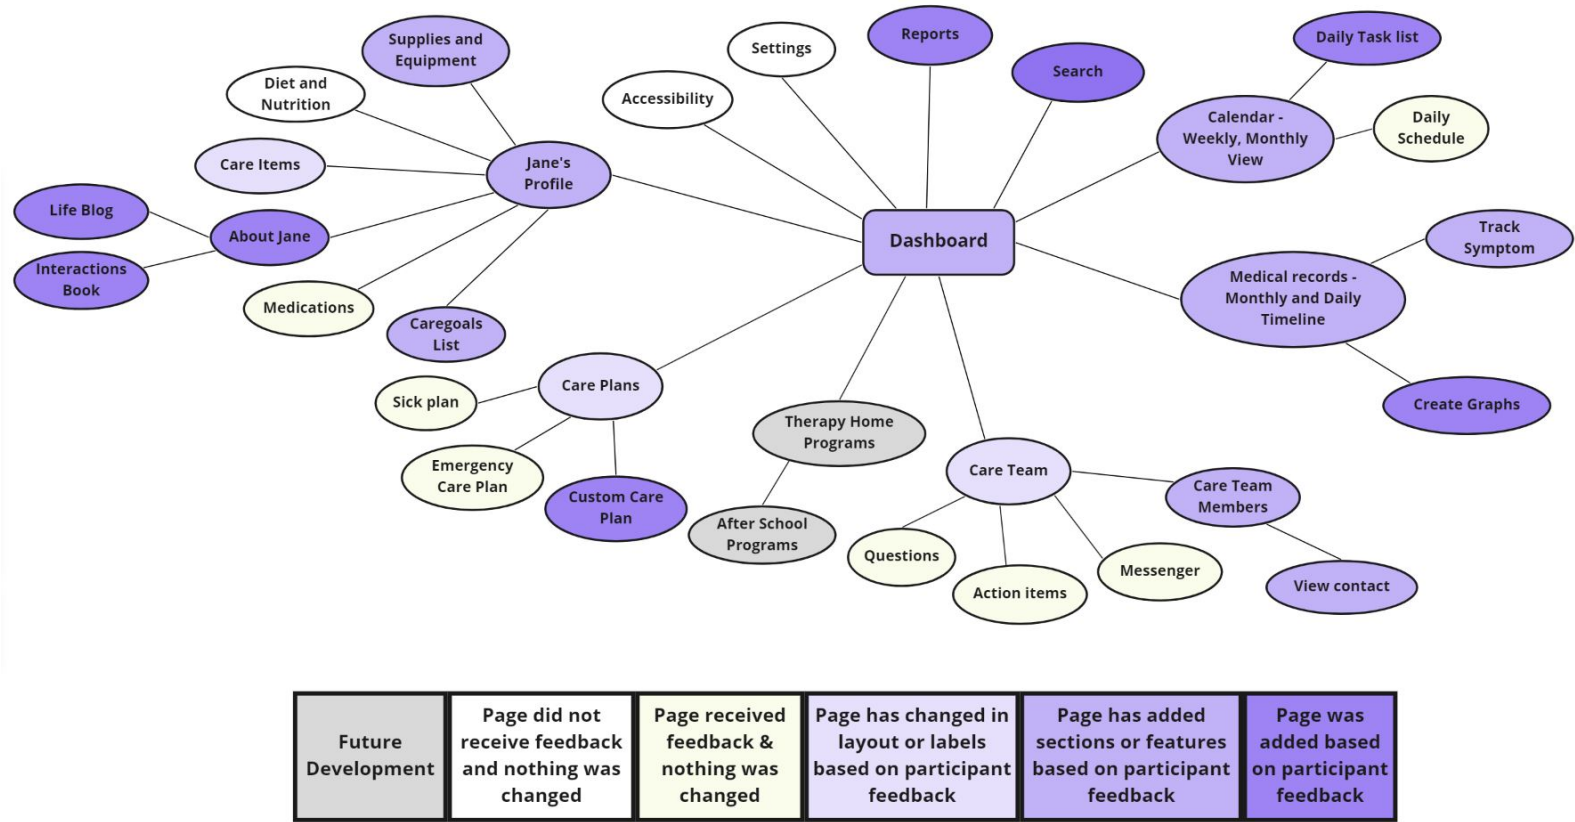 Supplies and
Equipment
Diet and
Nutrition
Care Items
Life Blog
About Jane
Interactions
Book
Medications
Caregoals
List
Jane's
Profile
Accessibility
Settings
Reports
Search
Dashboard
Calendar -
Weekly, Monthly
View
Daily Task list
Daily
Schedule
Track
Symptom
Medical records -
Monthly and Daily
Timeline
Create Graphs
Care Plans
Sick plan
Emergency
Care Plan
Custom Care
Plan
Therapy Home
Programs
After School
Programs
Care Team
Questions
Action items
Messenger
Care Team
Members
View contact
Future
Development
Page did not
receive feedback
and nothing was
changed
Page received
feedback &
nothing was
changed
Page has changed in
layout or labels
based on participant
feedback
Page has added
sections or features
based on participant
feedback
Page was
added based
on participant
feedback